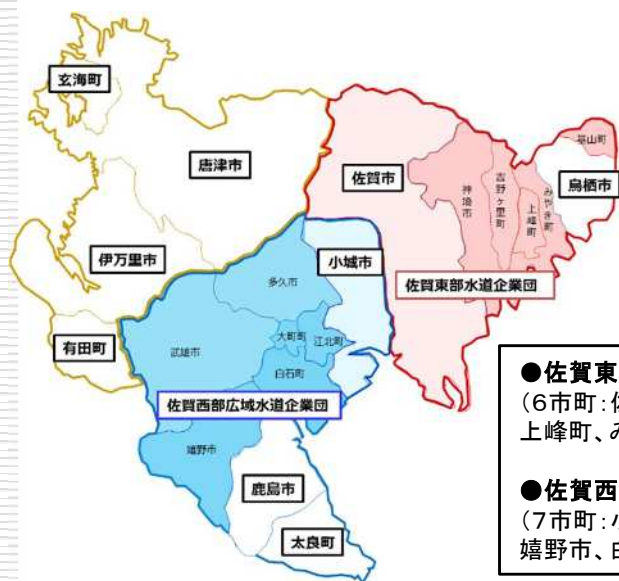 玄海町
唐津市
伊万里市
有田町
佐賀市
神埼市
吉野ヶ里町
上峰町
みやき町
基山町
鳥栖市
佐賀東部水道企業団
小城市
多久市
大町町
江北町
武雄市
白石町
佐賀西部広域水道企業団
嬉野市
鹿島市
太良町
●佐賀東
(6市町:
上峰町、み
●佐賀西
(7市町:小
嬉野市、白